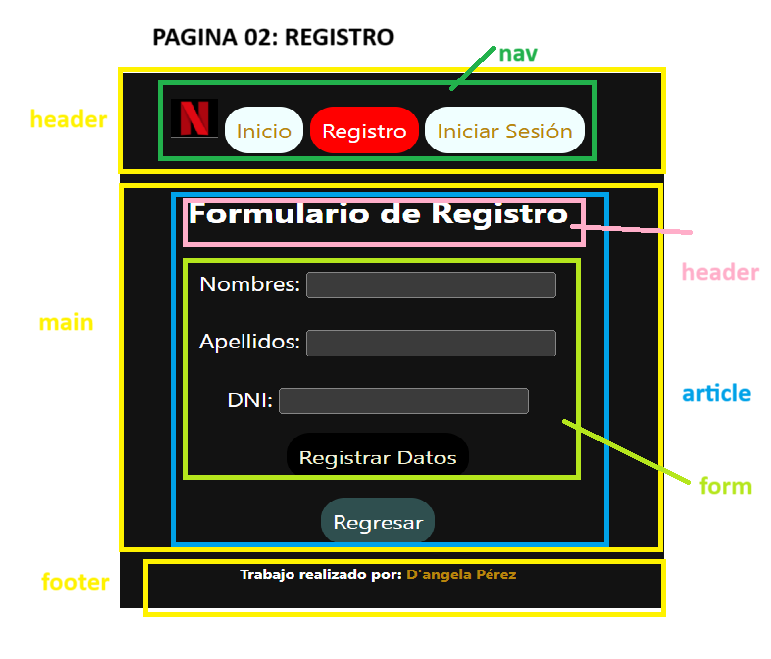 PAGINA 02: REGISTRO
nav
header
N Inicio Registro Iniciar Sesión
Formulario de Registro
header
Nombres:
main
Apellidos:
article
DNI:
Registrar Datos
form
Regresar
footer
Trabajo realizado por: D'angela Pérez